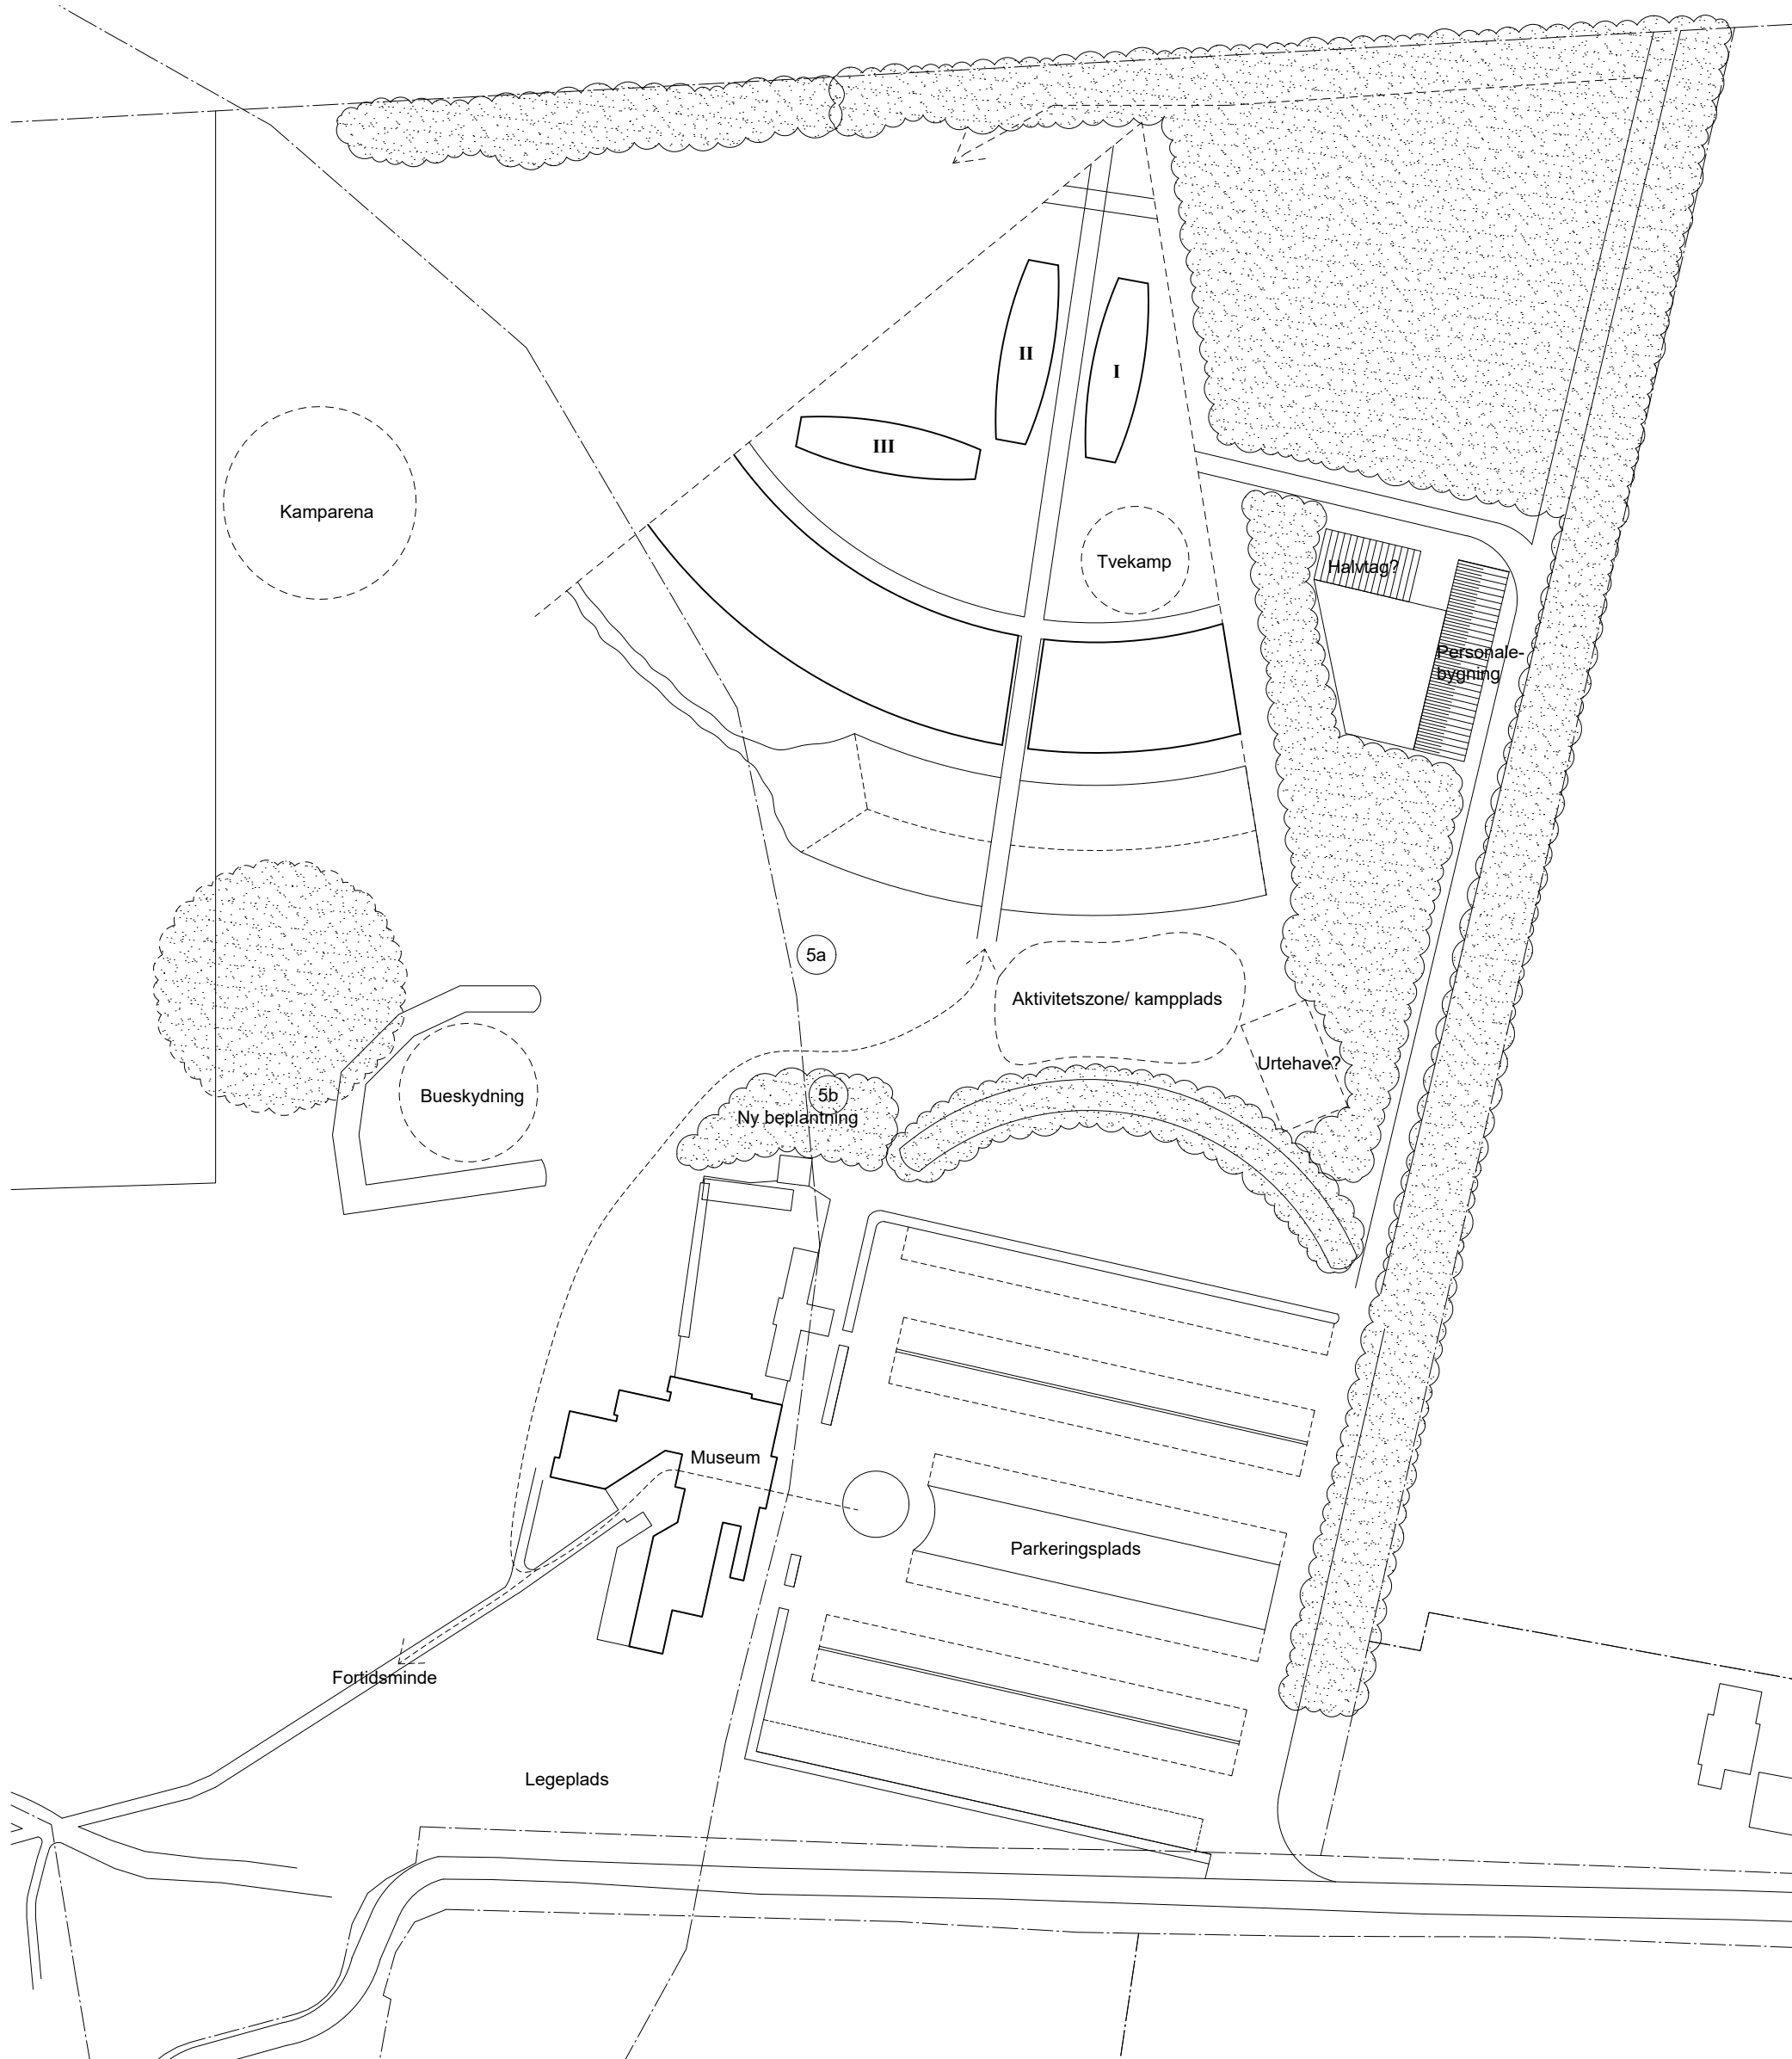 II
I
III
Kamparena
Tvekamp
Halvtag?
Personale-
bygning
5a
Aktivitetszone/ kampplads
Urtehave?
Bueskydning
5b
Ny beplantning
Museum
Parkeringsplads
Fortidsminde
Legeplads